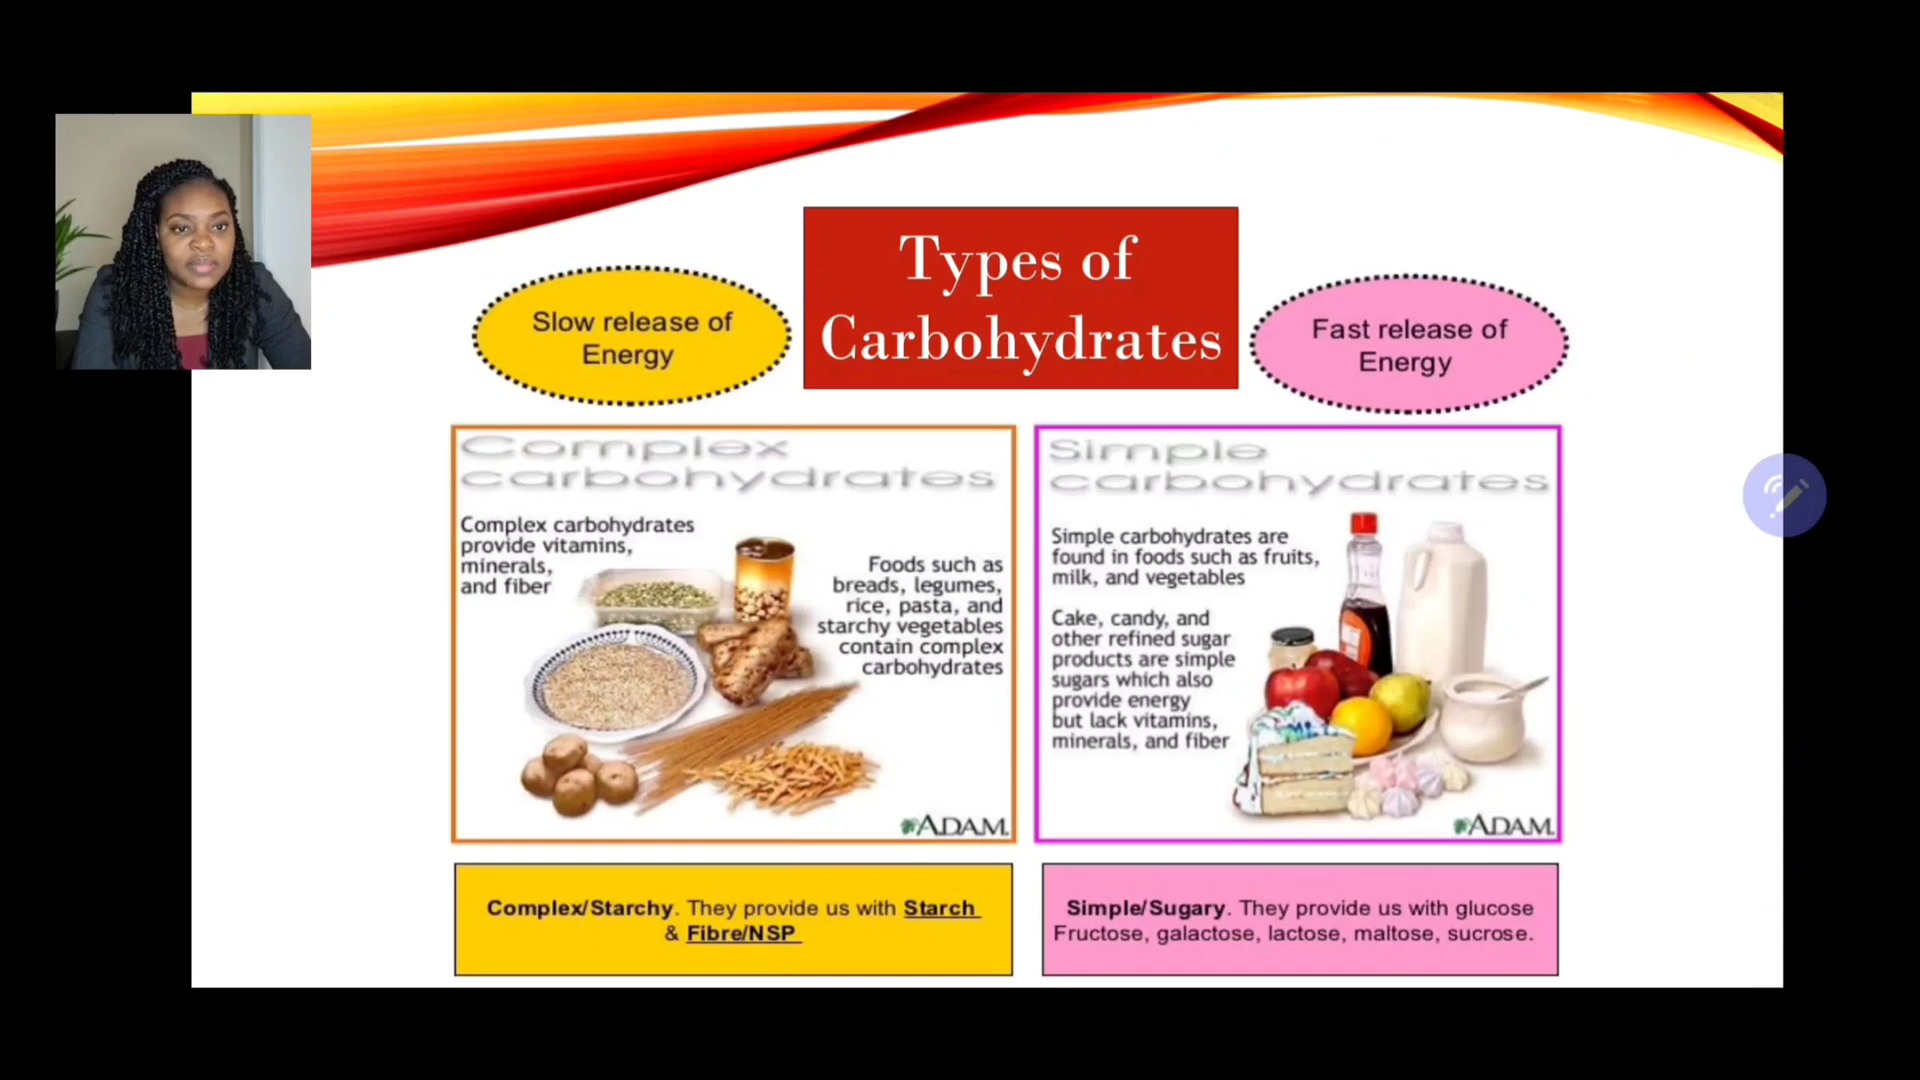 Types of
Carbohydrates
Slow release of
Energy
Fast release of
Energy
Complex
carbohydrates
Complex carbohydrates
provide vitamins,
minerals,
and fiber
Foods such as
breads, legumes,
rice, pasta, and
starchy vegetables
contain complex
carbohydrates
ADAM.
Simple
carbohydrates
Simple carbohydrates are
found in foods such as fruits,
milk, and vegetables
Cake, candy, and
other refined sugar
products are simple
sugars which also
provide energy
but lack vitamins,
minerals, and fiber
ADAM.
Complex/Starchy. They provide us with Starch
& Fibre/NSP
Simple/Sugary. They provide us with glucose
Fructose, galactose, lactose, maltose, sucrose.